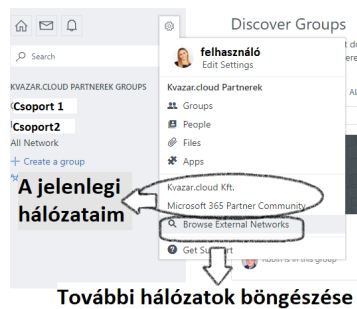 Discover Groups
felhasználó
Edit Settings
Search
KVAZAR.CLOUD PARTNEREK GROUPS
Csoport 1
Csoport2
All Network
+ Create a group
Kvazar.cloud Partnerek
Groups
People
Files
Apps
AL
Kvazar.cloud Kft.
Microsoft 365 Partner Community
Browse External Networks
Get Support
is in this group
A jelenlegi
hálózataim
További hálózatok böngészése